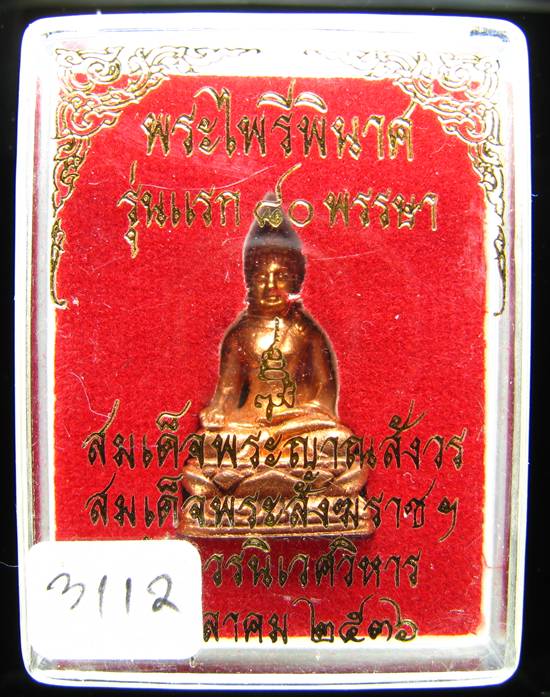 พระไพรีพินาศ
รุ่นแรก ๘๐ พรรษา
สมเด็จพระญาณสังวร
สมเด็จพระสังฆราช ฯ
วรนิเวศวิหาร
ลาคม ๒๕๓๖
3112